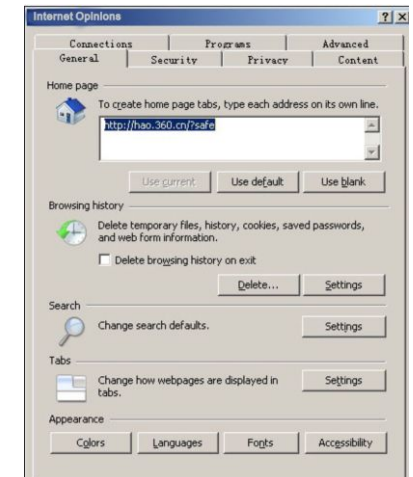 Internet Opinions
? x
Connections Programs Advanced
General Security Privacy Content
Home page
To create home page tabs, type each address on its own line.
http://hao.360.cn/?safe
Use current Use default Use blank
Browsing history
Delete temporary files, history, cookies, saved passwords,
and web form information.
Delete browsing history on exit
Delete... Settings
Search
Change search defaults. Settings
Tabs
Change how webpages are displayed in
tabs.
Settings
Appearance
Colors Languages Fonts Accessibility